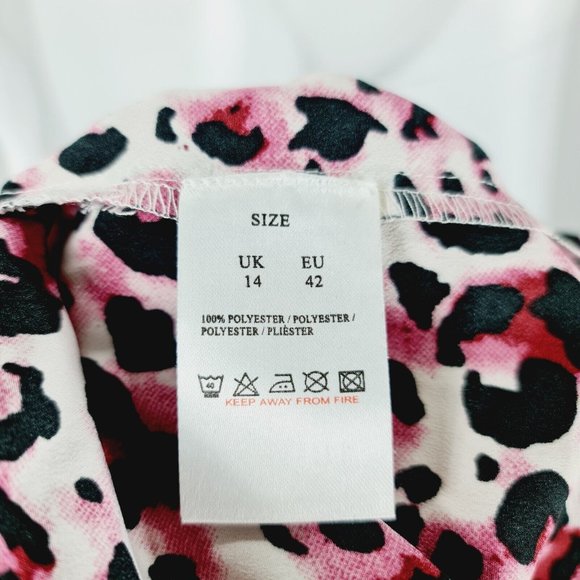 SIZE
UK EU
14 42
100% POLYESTER / POLYESTER /
POLYESTER / PLIÈSTER
40
KEEP AWAY FROM FIRE